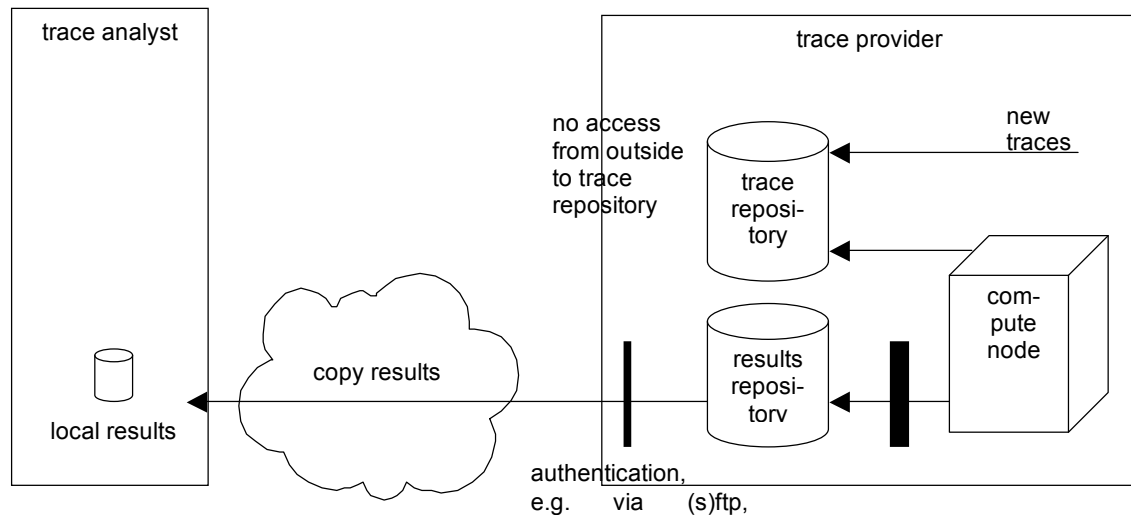 trace analyst
trace provider
no access
from outside
to trace
repository
new
traces
trace
reposi-
tory
com-
pute
node
results
reposi-
torv
copy results
local results
authentication,
e.g. via (s)ftp,